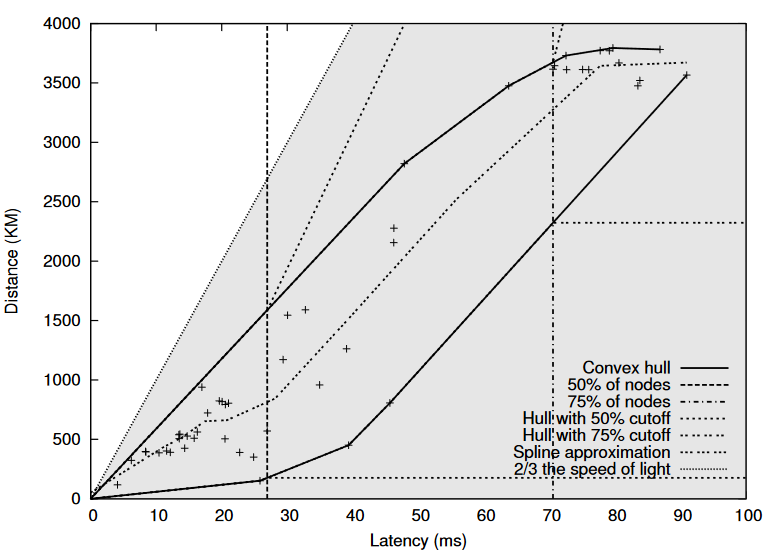 4000
3500
3000
2500
2000
1500
1000
500
0
Distance (KM)
Convex hull
50% of nodes
75% of nodes
Hull with 50% cutoff
Hull with 75% cutoff
Spline approximation
2/3 the speed of light
0 10 20 30 40 50 60 70 80 90 100
Latency (ms)